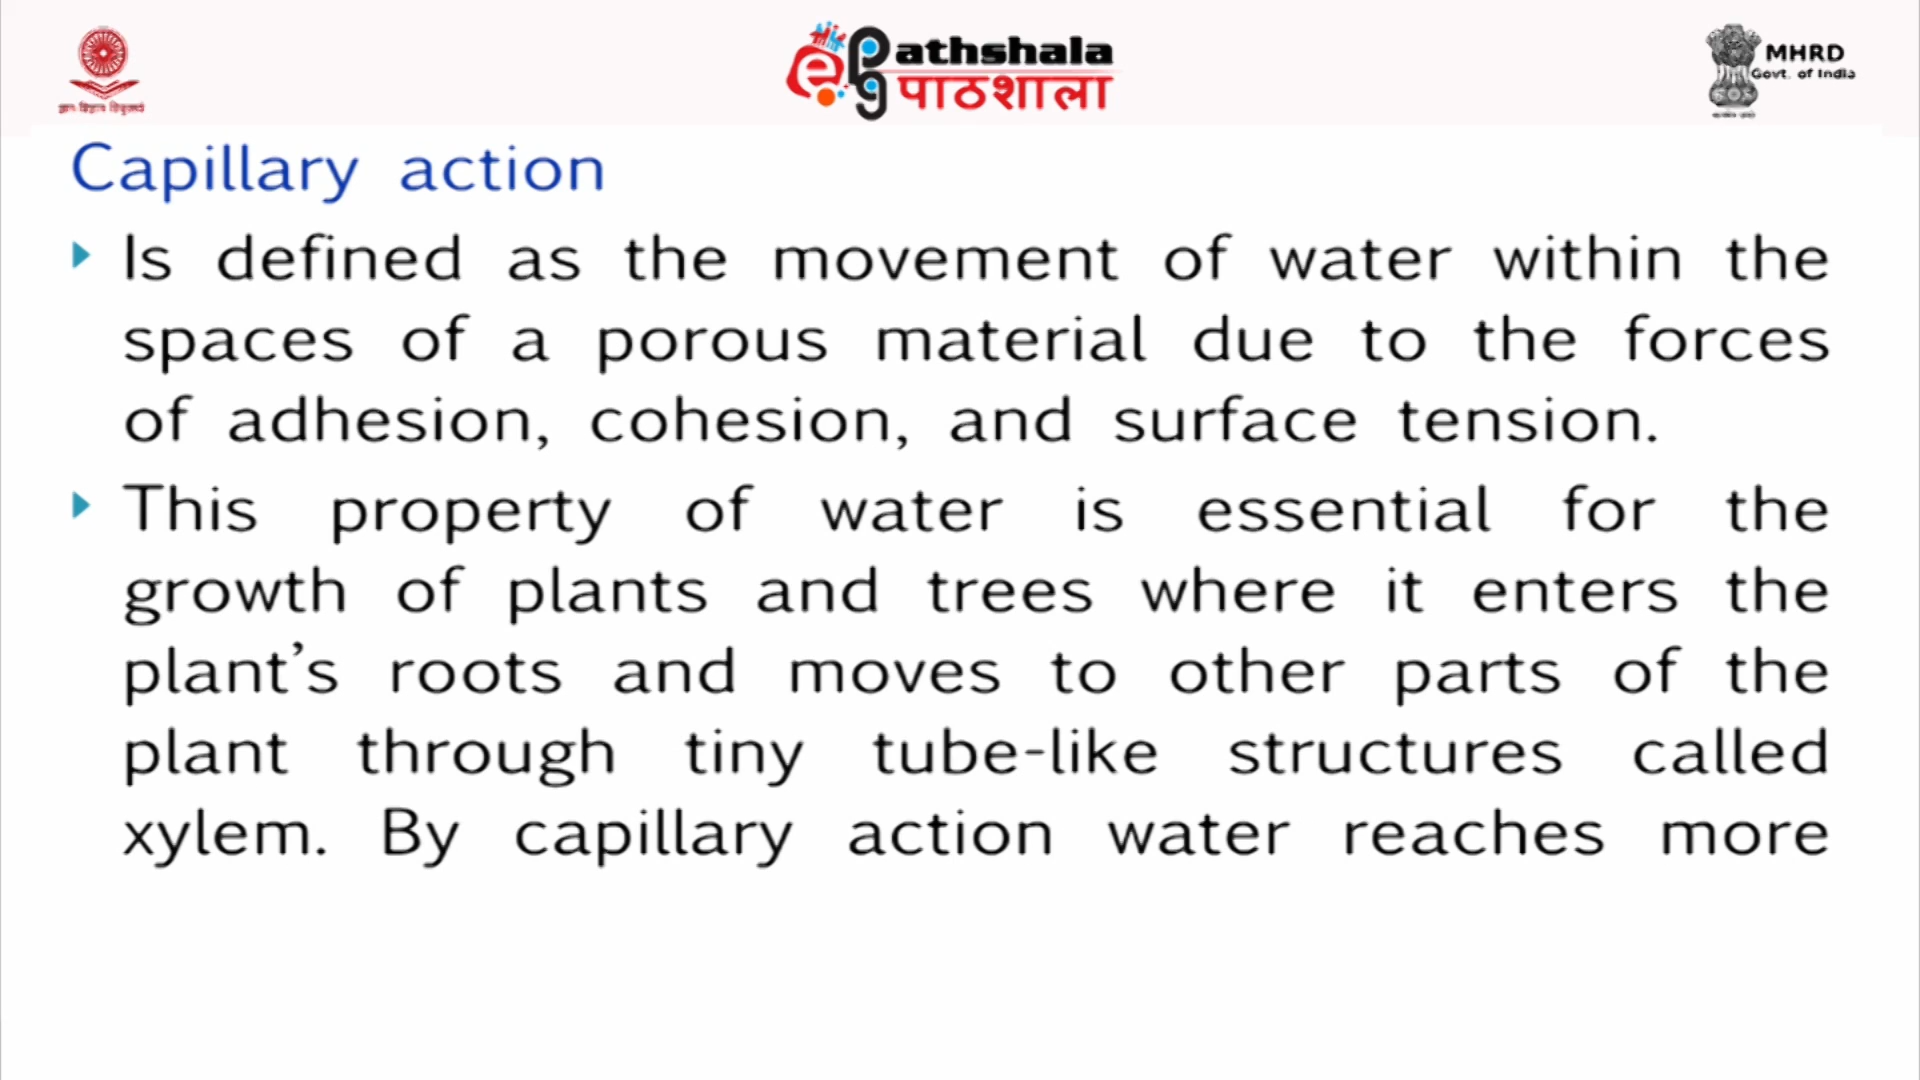 athshala
पाठशाला
MHRD
Govt. of India
Capillary action
Is defined as the movement of water within the
spaces of a porous material due to the forces
of adhesion, cohesion, and surface tension.
This property of water is essential for the
growth of plants and trees where it enters the
plant’s roots and moves to other parts of the
plant through tiny tube-like structures called
xylem. By capillary action water reaches more